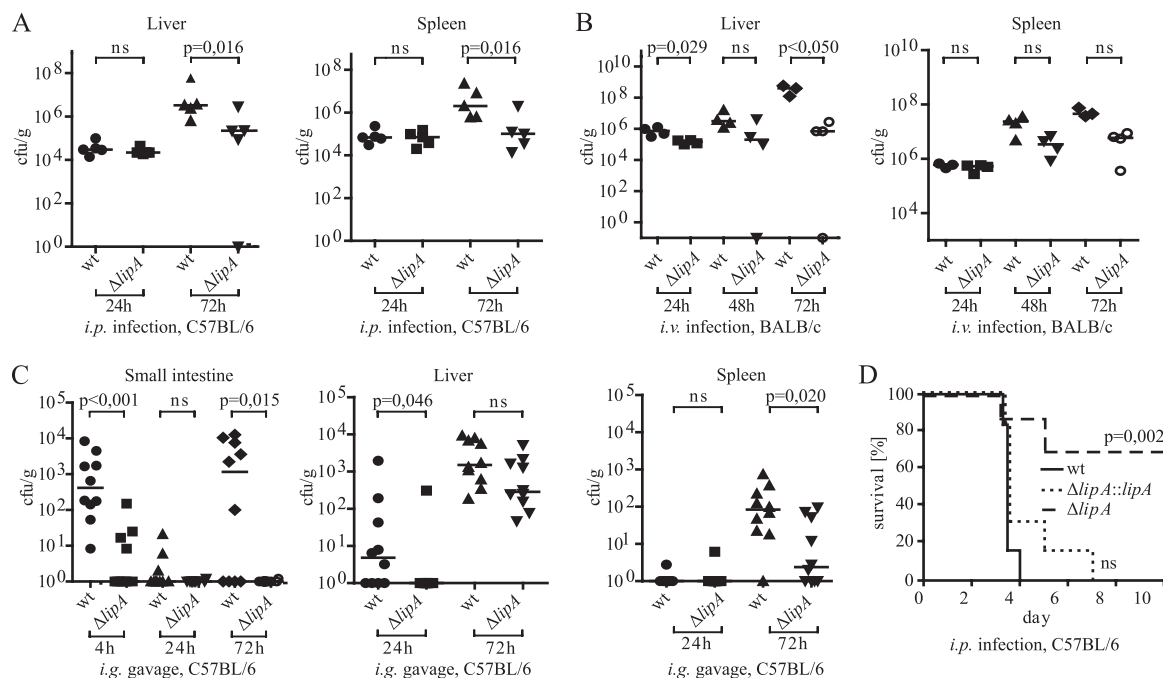 A
Liver
ns
p=0,016
cfu/g
10^8
10^6
10^4
10^2
10^0
wt
ΔlipA
wt
ΔlipA
24h
72h
i.p. infection, C57BL/6
Spleen
ns
p=0,016
cfu/g
10^8
10^6
10^4
10^2
10^0
wt
ΔlipA
wt
ΔlipA
24h
72h
i.p. infection, C57BL/6
B
Liver
p=0,029
ns
p<0,050
cfu/g
10^10
10^8
10^6
10^4
10^2
10^0
wt
ΔlipA
wt
ΔlipA
wt
ΔlipA
24h
48h
72h
i.v. infection, BALB/c
Spleen
ns
ns
ns
cfu/g
10^10
10^8
10^6
10^4
wt
ΔlipA
wt
ΔlipA
wt
ΔlipA
24h
48h
72h
i.v. infection, BALB/c
C
Small intestine
p<0,001
ns
p=0,015
cfu/g
10^5
10^4
10^3
10^2
10^1
10^0
wt
ΔlipA
wt
ΔlipA
wt
ΔlipA
4h
24h
72h
i.g. gavage, C57BL/6
Liver
p=0,046
ns
cfu/g
10^5
10^4
10^3
10^2
10^1
10^0
wt
ΔlipA
wt
ΔlipA
24h
72h
i.g. gavage, C57BL/6
Spleen
ns
p=0,020
cfu/g
10^5
10^4
10^3
10^2
10^1
10^0
wt
ΔlipA
wt
ΔlipA
24h
72h
i.g. gavage, C57BL/6
D
survival [%]
100
80
60
40
20
0
p=0,002
wt
ΔlipA::lipA
ΔlipA
ns
0 2 4 6 8 10
day
i.p. infection, C57BL/6